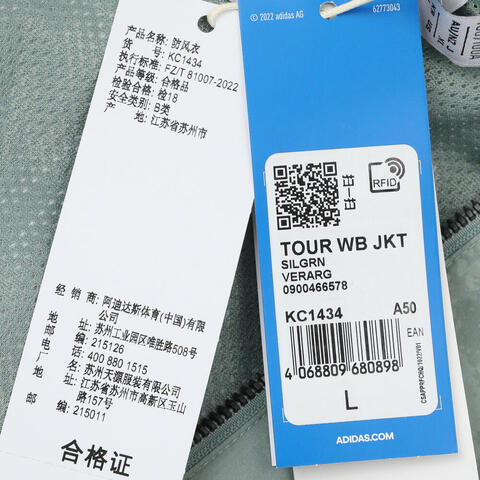 产品名称: 防风衣
货 号: KC1434
执行标准: FZ/T 81007-2022
产品等级: 合格品
检验合格: 检18
安全类别: B类
产 地: 江苏省苏州市
经 销 商: 阿迪达斯体育(中国)有限
公司
地 址: 苏州工业园区唯胜路508号
邮 编: 215126
电 话: 400 880 1515
厂 名: 苏州天源服装有限公司
地 址: 江苏省苏州市高新区玉山
路157号
邮 编: 215011
合格证
© 2022 adidas AG
62773043
RFID
TOUR WB JKT
SILGRN
VERARG
0900466578
KC1434 A50
EAN
4 068809 680898
L
CSAPPRFCHQ/1022V01
ADIDAS.COM